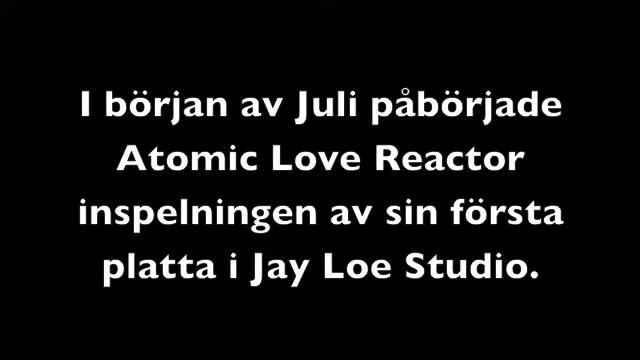 I början av Juli påbörjade
Atomic Love Reactor
inspelningen av sin första
platta i Jay Loe Studio.